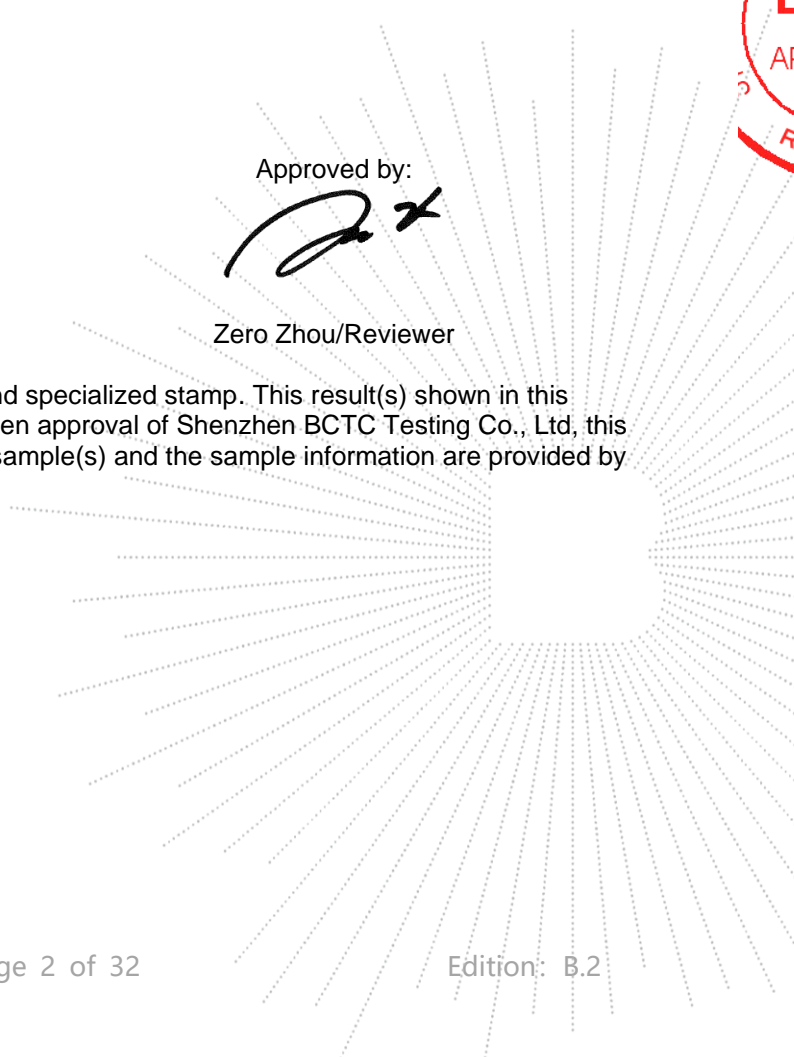 AP
R
Approved by:
Zero Zhou/Reviewer
nd specialized stamp. This result(s) shown in this
en approval of Shenzhen BCTC Testing Co., Ltd, this
sample(s) and the sample information are provided by
ge 2 of 32 Edition: B.2